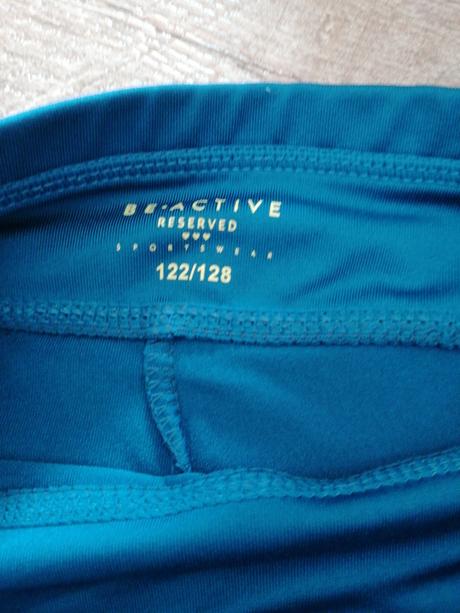 BE·ACTIVE
RESERVED
♥♥♥
SPORTSWEAR
122/128